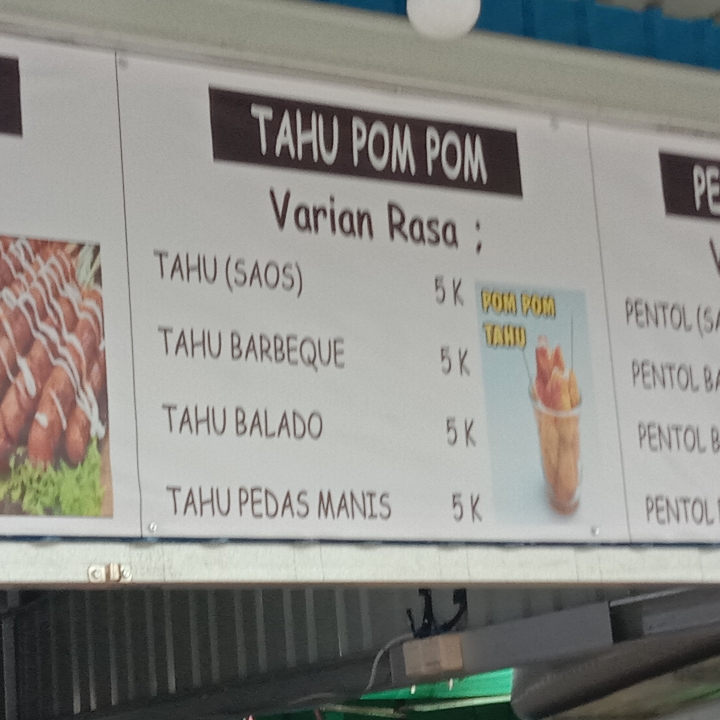 TAHU POM POM
Varian Rasa ;
TAHU (SAOS) 5 K
TAHU BARBEQUE 5 K
TAHU BALADO 5 K
TAHU PEDAS MANIS 5 K
POM POM
TAHU
PENTOL
PENTOL
PENTOL
PENTOL